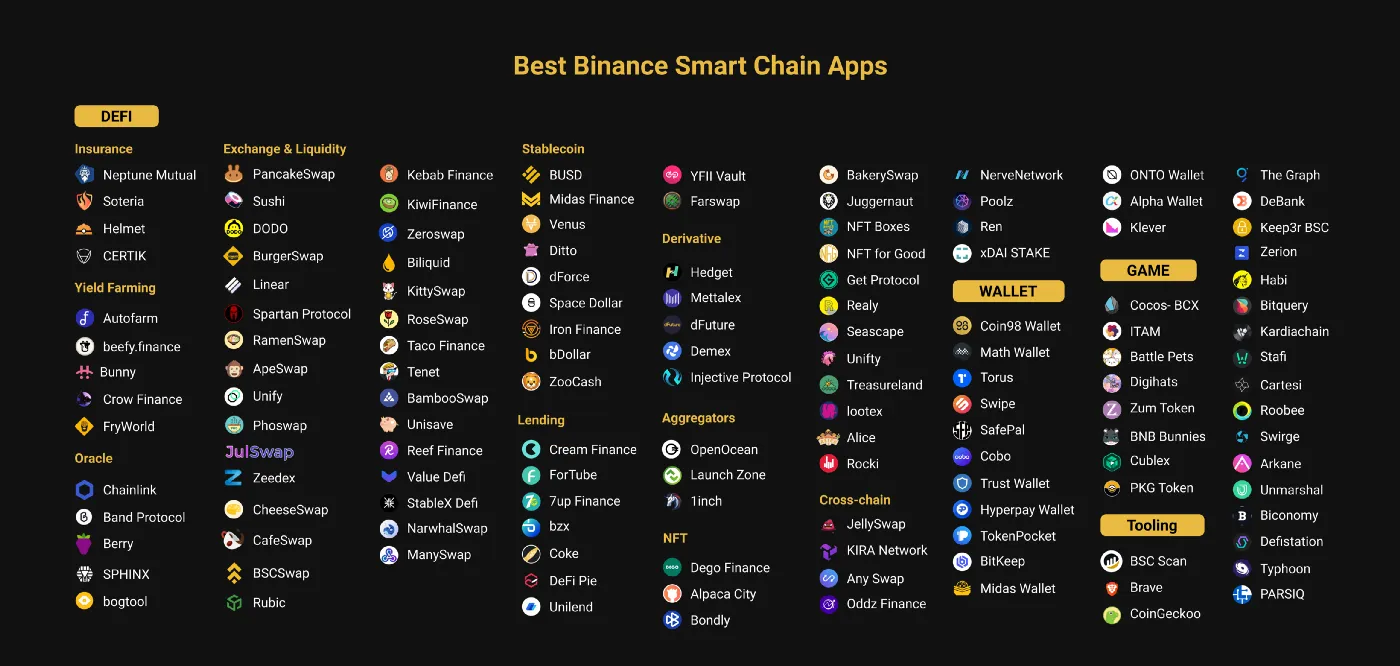 Best Binance Smart Chain Apps
DEFI
Insurance
Neptune Mutual
Soteria
Helmet
CERTIK
Yield Farming
Autofarm
beefy.finance
Bunny
Crow Finance
FryWorld
Oracle
Chainlink
Band Protocol
Berry
SPHINX
bogtool
Exchange & Liquidity
PancakeSwap
Sushi
DODO
BurgerSwap
Linear
Spartan Protocol
RamenSwap
ApeSwap
Unify
Phoswap
JulSwap
Zeedex
CheeseSwap
CafeSwap
BSCSwap
Rubic
Kebab Finance
KiwiFinance
Zeroswap
Biliquid
KittySwap
RoseSwap
Taco Finance
Tenet
BambooSwap
Unisave
Reef Finance
Value Defi
StableX Defi
NarwhalSwap
ManySwap
Stablecoin
BUSD
Midas Finance
Venus
Ditto
dForce
Space Dollar
Iron Finance
bDollar
ZooCash
Lending
Cream Finance
ForTube
7up Finance
bzx
Coke
DeFi Pie
Unilend
YFII Vault
Farswap
Derivative
Hedget
Mettalex
dFuture
Demex
Injective Protocol
Aggregators
OpenOcean
Launch Zone
1inch
NFT
Dego Finance
Alpaca City
Bondly
BakerySwap
Juggernaut
NFT Boxes
NFT for Good
Get Protocol
Realy
Seascape
Unifty
Treasureland
lootex
Alice
Rocki
Cross-chain
JellySwap
KIRA Network
Any Swap
Oddz Finance
NerveNetwork
Poolz
Ren
xDAI STAKE
WALLET
Coin98 Wallet
Math Wallet
Torus
Swipe
SafePal
Cobo
Trust Wallet
Hyperpay Wallet
TokenPocket
BitKeep
Midas Wallet
ONTO Wallet
Alpha Wallet
Klever
GAME
Cocos- BCX
ITAM
Battle Pets
Digihats
Zum Token
BNB Bunnies
Cublex
PKG Token
Tooling
BSC Scan
Brave
CoinGeckoo
The Graph
DeBank
Keep3r BSC
Zerion
Habi
Bitquery
Kardiachain
Stafi
Cartesi
Roobee
Swirge
Arkane
Unmarshal
Biconomy
Defistation
Typhoon
PARSIQ